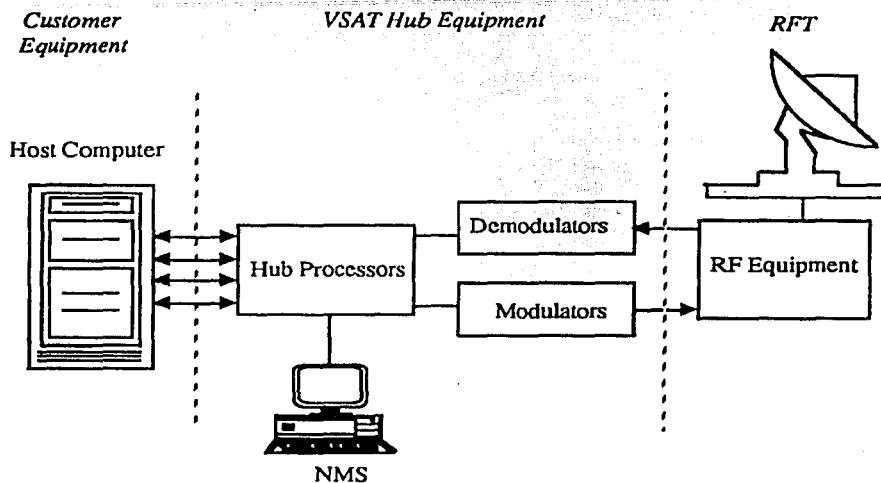 Customer
Equipment
VSAT Hub Equipment
RFT
Host Computer
Hub Processors
Demodulators
Modulators
RF Equipment
NMS